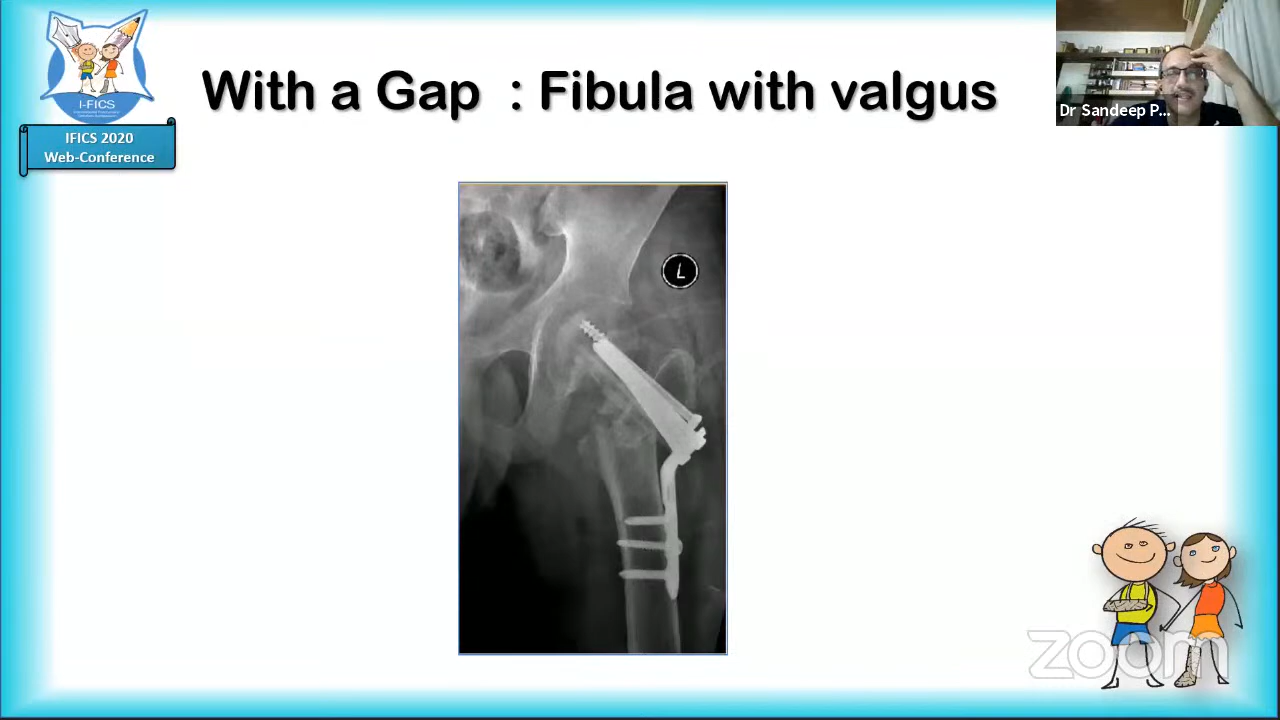 With a Gap : Fibula with valgus
I-FICS
IFICS 2020
Web-Conference
Dr Sandeep P...
L
zoom